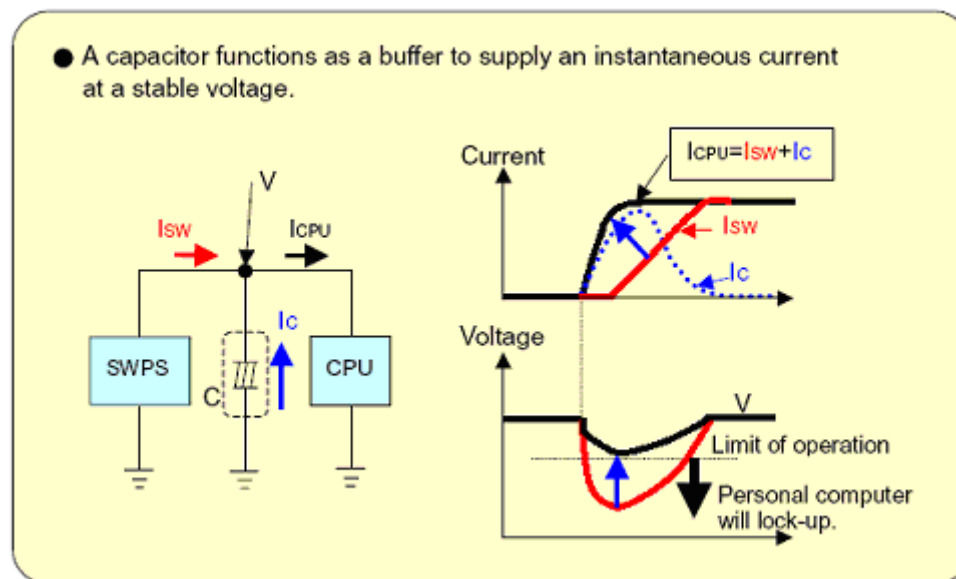 ● A capacitor functions as a buffer to supply an instantaneous current
at a stable voltage.
V
Isw
ICPU
Ic
SWPS
C
CPU
Current
ICPU=Isw+Ic
Isw
Ic
Voltage
V
Limit of operation
Personal computer
will lock-up.